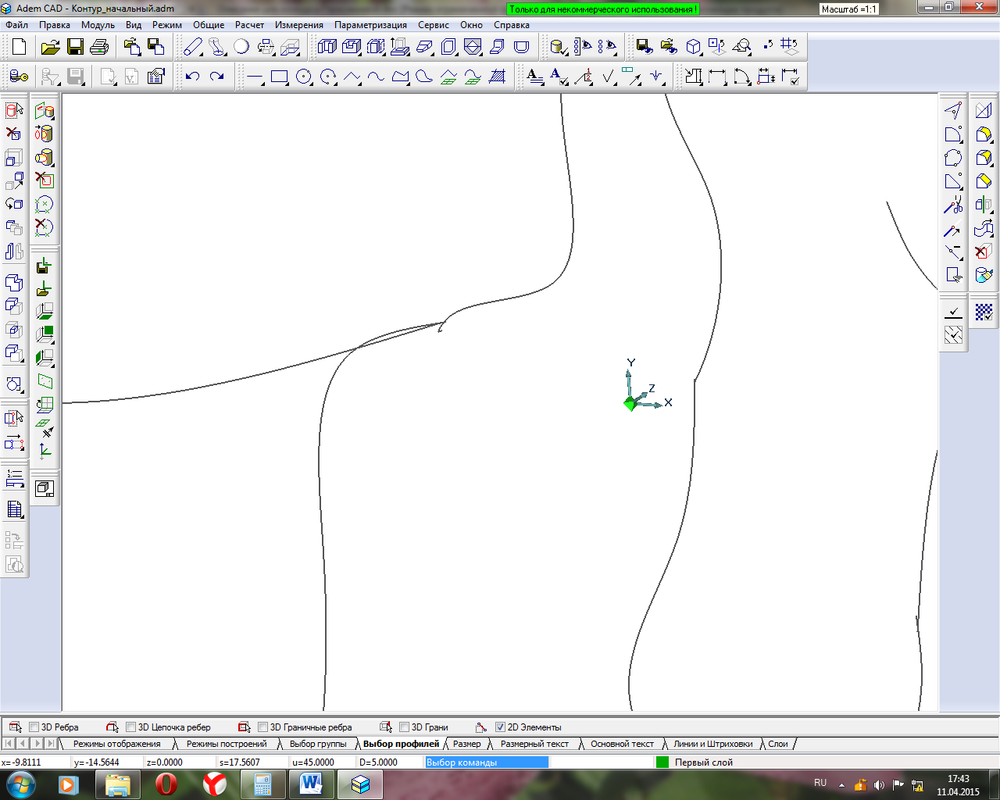 Adem CAD - Контур_начальный.adm
Только для некоммерческого использования !
Масштаб =1:1
Файл Правка Модуль Вид Режим Общие Расчет Измерения Параметризация Сервис Окно Справка
Y
Z
X
3D Ребра 3D Цепочка ребер 3D Граничные ребра 3D Грани 2D Элементы
Режимы отображения Режимы построений Выбор группы Выбор профилей Размер Размерный текст Основной текст Линии и Штриховки Слои
x=-9.8111 y=-14.5644 z=0.0000 s=17.5607 u=45.0000 D=5.0000 Выбор команды Первый слой
RU
17:43
11.04.2015